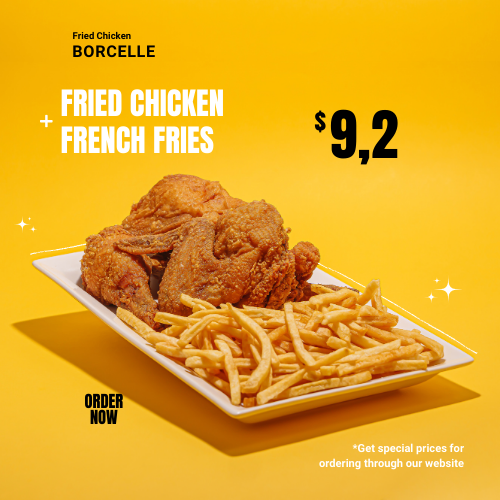 Fried Chicken
BORCELLE
FRIED CHICKEN
+
FRENCH FRIES
$9,2
ORDER
NOW
*Get special prices for
ordering through our website